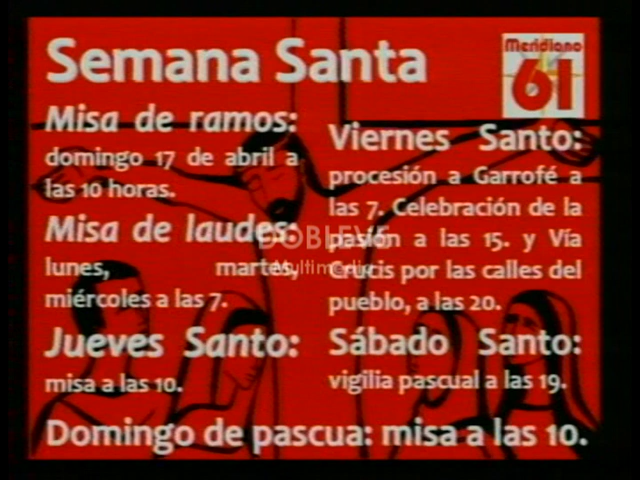 Semana Santa
Meridiano
61
Misa de ramos:
domingo 17 de abril a
las 10 horas.
Misa de laudes:
lunes, martes,
miércoles a las 7.
Jueves Santo:
misa a las 10.
Viernes Santo:
procesión a Garrofé a
las 7. Celebración de la
pasión a las 15. y Vía
Crucis por las calles del
pueblo, a las 20.
Sábado Santo:
vigilia pascual a las 19.
Domingo de pascua: misa a las 10.
DOBLEVE
Multimedia